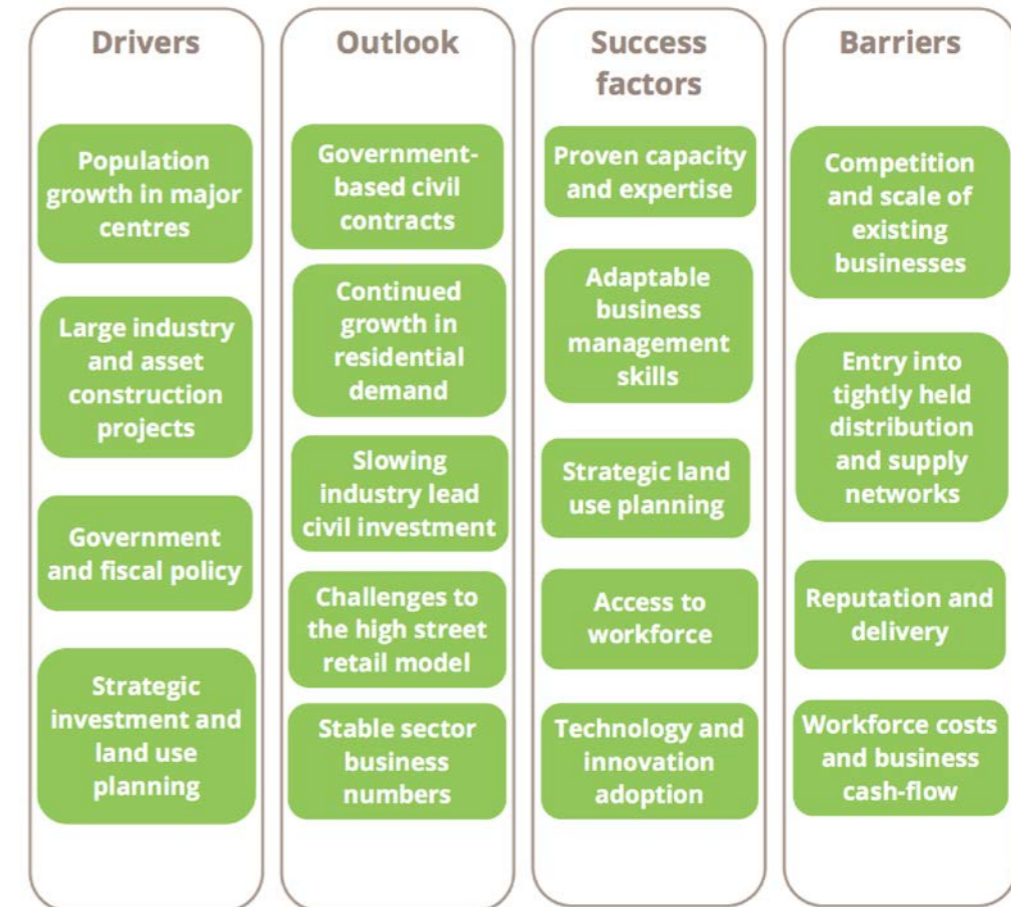 Drivers
Population
growth in major
centres
Large industry
and asset
construction
projects
Government
and fiscal policy
Strategic
investment and
land use
planning
Outlook
Government-
based civil
contracts
Continued
growth in
residential
demand
Slowing
industry lead
civil investment
Challenges to
the high street
retail model
Stable sector
business
numbers
Success
factors
Proven capacity
and expertise
Adaptable
business
management
skills
Strategic land
use planning
Access to
workforce
Technology and
innovation
adoption
Barriers
Competition
and scale of
existing
businesses
Entry into
tightly held
distribution
and supply
networks
Reputation and
delivery
Workforce costs
and business
cash-flow